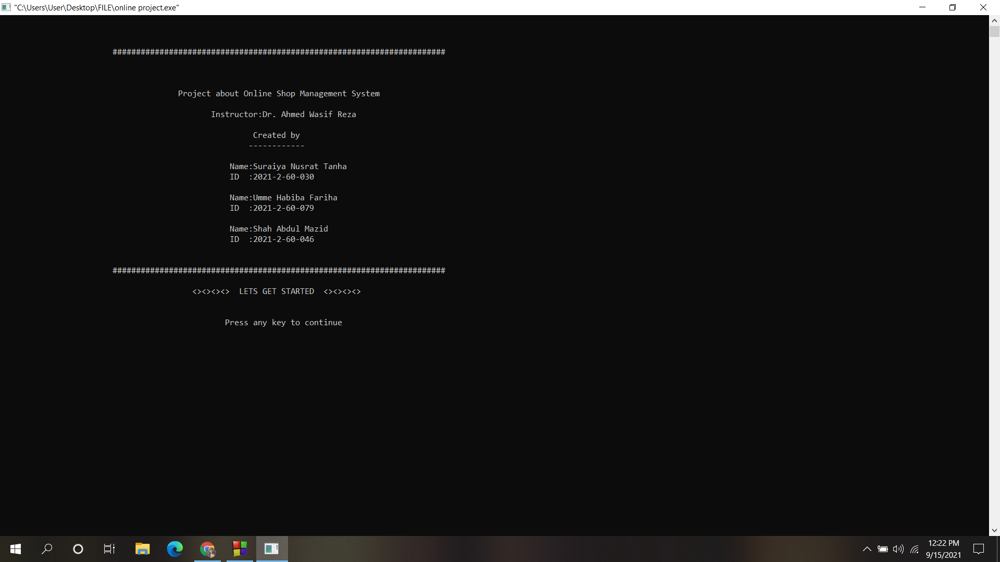 "C:\Users\User\Desktop\FILE\online project.exe"
#######################################################################
Project about Online Shop Management System
Instructor:Dr. Ahmed Wasif Reza
Created by
------------
Name:Suraiya Nusrat Tanha
ID  :2021-2-60-030
Name:Umme Habiba Fariha
ID  :2021-2-60-079
Name:Shah Abdul Mazid
ID  :2021-2-60-046
#######################################################################
<><><><>  LETS GET STARTED  <><><><>
Press any key to continue
12:22 PM
9/15/2021